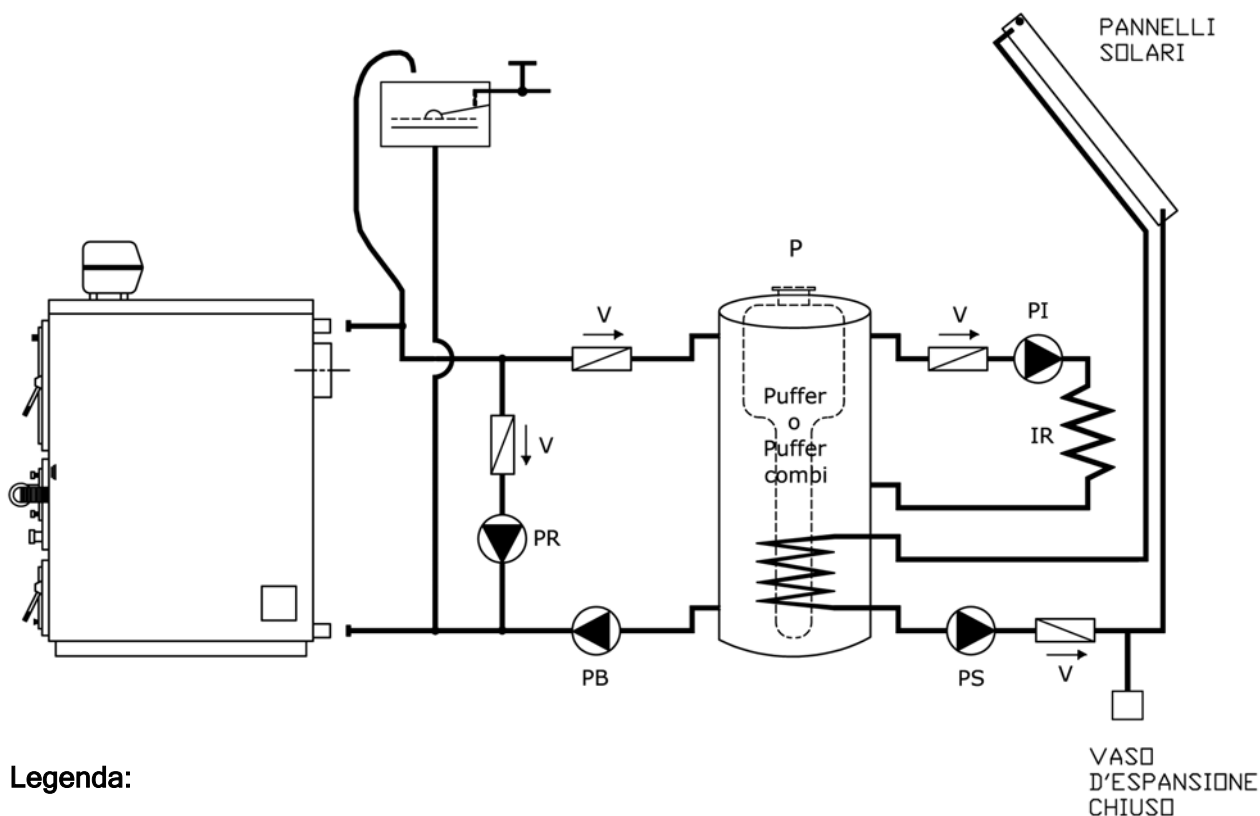 PANNELLI
SOLARI
P
V
V
PI
Puffer
o
Puffer
combi
IR
V
PR
PB
PS
V
VASO
D'ESPANSIONE
CHIUSO
Legenda: